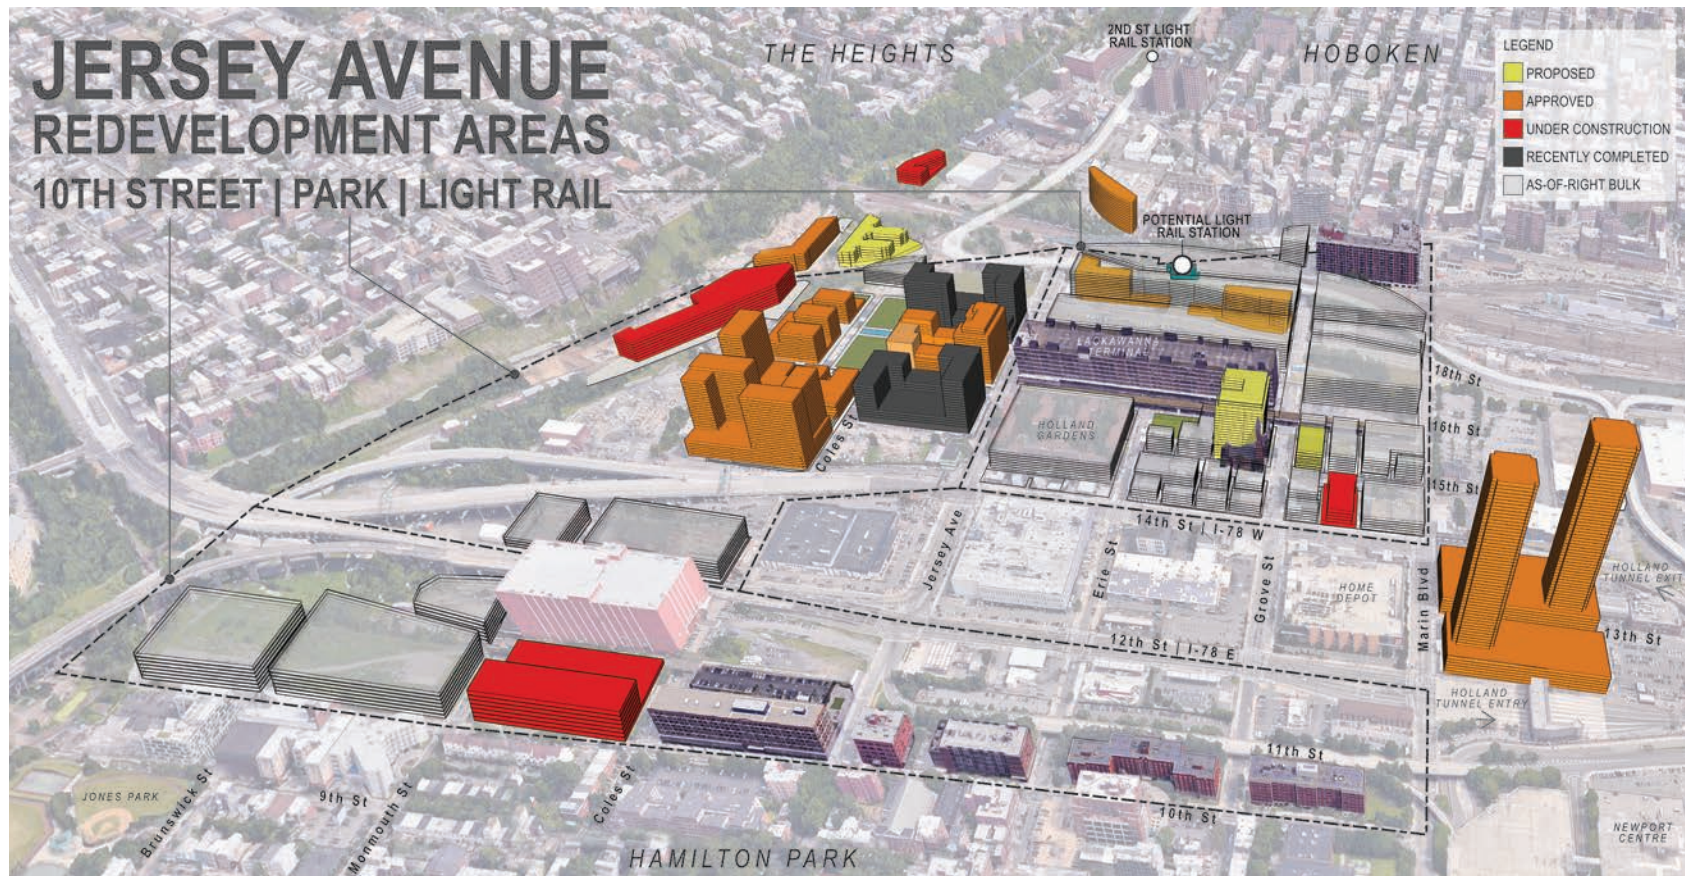 JERSEY AVENUE
REDEVELOPMENT AREAS
10TH STREET | PARK | LIGHT RAIL
THE HEIGHTS
2ND ST LIGHT
RAIL STATION
HOBOKEN
LEGEND
PROPOSED
APPROVED
UNDER CONSTRUCTION
RECENTLY COMPLETED
AS-OF-RIGHT BULK
POTENTIAL LIGHT
RAIL STATION
LACKAWANNA
TERMINAL
18th St
HOLLAND
GARDENS
16th St
Coles St
15th St
14th St | I-78 W
Jersey Ave
Erie St
Grove St
HOME
DEPOT
Marin Blvd
HOLLAND
TUNNEL EXIT
13th St
12th St | I-78 E
HOLLAND
TUNNEL ENTRY
11th St
JONES PARK
Brunswick St
9th St
Monmouth St
Coles St
10th St
NEWPORT
CENTRE
HAMILTON PARK